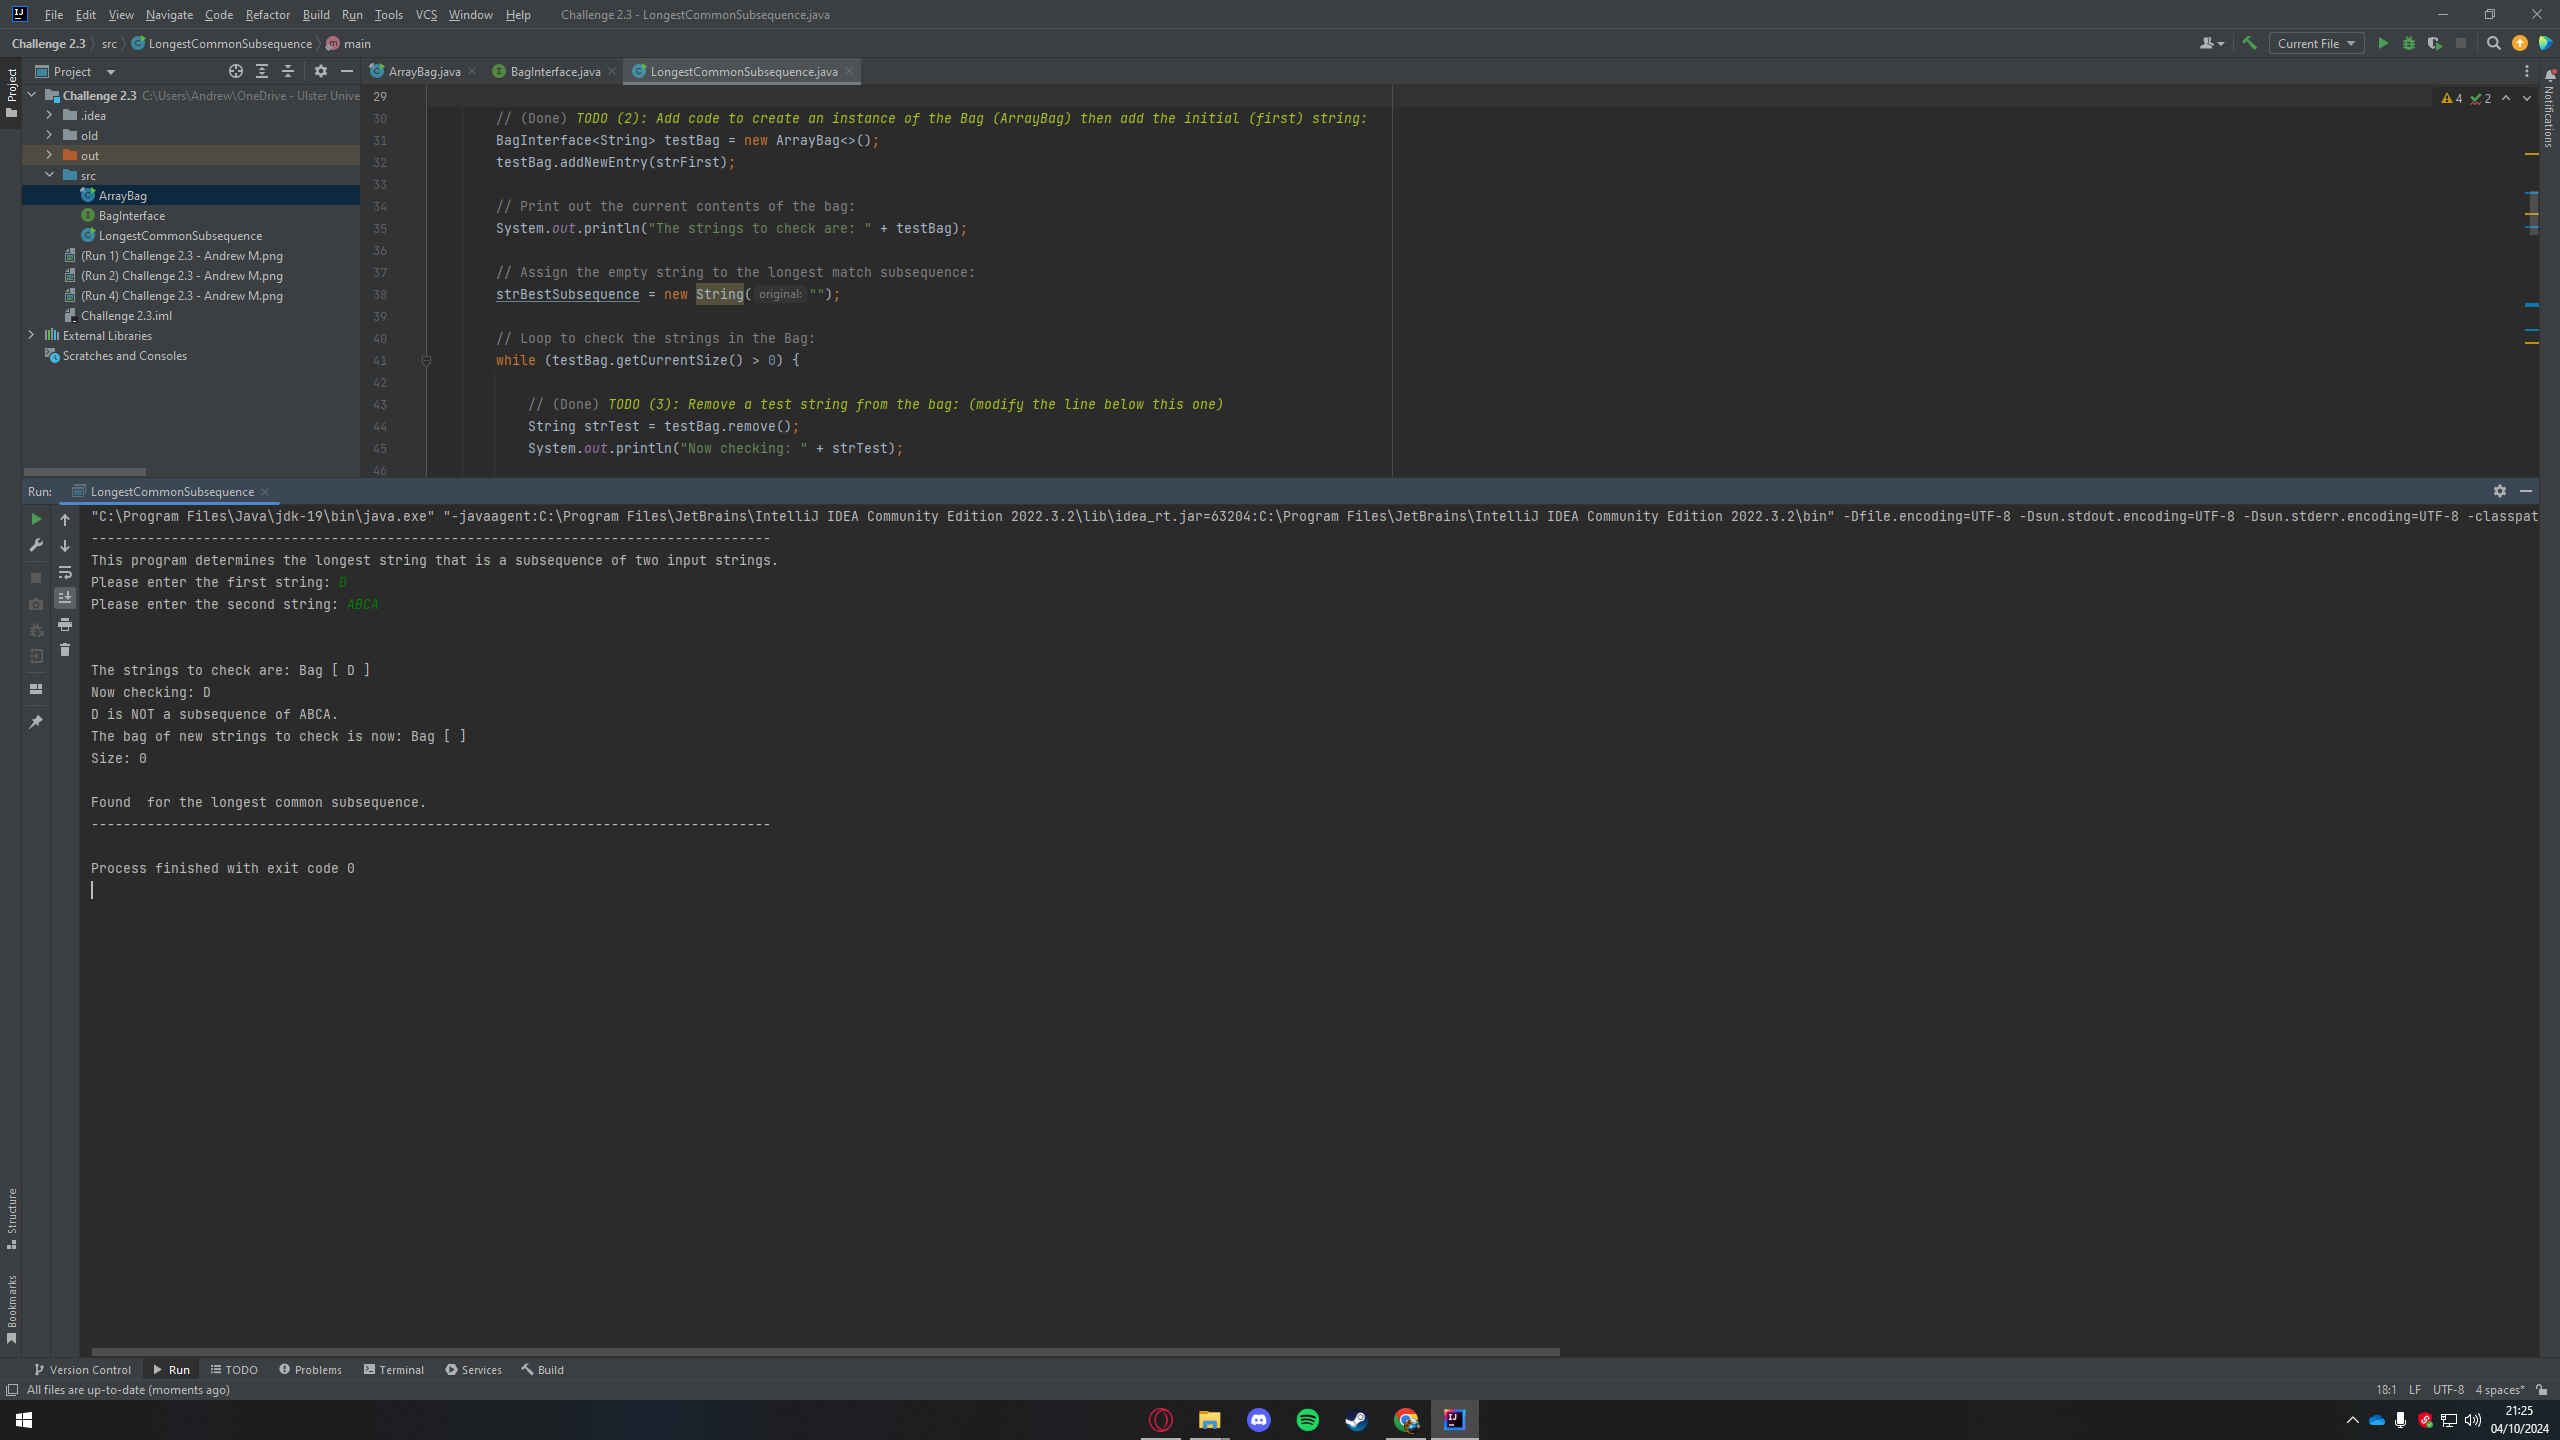 File Edit View Navigate Code Refactor Build Run Tools VCS Window Help Challenge 2.3 - LongestCommonSubsequence.java
Challenge 2.3 src LongestCommonSubsequence main Current File
Project ArrayBag.java BagInterface.java LongestCommonSubsequence.java
Project
Notifications
Challenge 2.3 C:\Users\Andrew\OneDrive - Ulster Unive
.idea
old
out
src
ArrayBag
BagInterface
LongestCommonSubsequence
(Run 1) Challenge 2.3 - Andrew M.png
(Run 2) Challenge 2.3 - Andrew M.png
(Run 4) Challenge 2.3 - Andrew M.png
Challenge 2.3.iml
External Libraries
Scratches and Consoles
4 2
29
30 // (Done) TODO (2): Add code to create an instance of the Bag (ArrayBag) then add the initial (first) string:
31 BagInterface<String> testBag = new ArrayBag<>();
32 testBag.addNewEntry(strFirst);
33
34 // Print out the current contents of the bag:
35 System.out.println("The strings to check are: " + testBag);
36
37 // Assign the empty string to the longest match subsequence:
38 strBestSubsequence = new String( original: "");
39
40 // Loop to check the strings in the Bag:
41 while (testBag.getCurrentSize() > 0) {
42
43 // (Done) TODO (3): Remove a test string from the bag: (modify the line below this one)
44 String strTest = testBag.remove();
45 System.out.println("Now checking: " + strTest);
46
Run: LongestCommonSubsequence
"C:\Program Files\Java\jdk-19\bin\java.exe" "-javaagent:C:\Program Files\JetBrains\IntelliJ IDEA Community Edition 2022.3.2\lib\idea_rt.jar=63204:C:\Program Files\JetBrains\IntelliJ IDEA Community Edition 2022.3.2\bin" -Dfile.encoding=UTF-8 -Dsun.stdout.encoding=UTF-8 -Dsun.stderr.encoding=UTF-8 -classpat
-------------------------------------------------------------------------------------
This program determines the longest string that is a subsequence of two input strings.
Please enter the first string: D
Please enter the second string: ABCA
The strings to check are: Bag [ D ]
Now checking: D
D is NOT a subsequence of ABCA.
The bag of new strings to check is now: Bag [ ]
Size: 0
Found  for the longest common subsequence.
-------------------------------------------------------------------------------------
Process finished with exit code 0
Structure
Bookmarks
Version Control Run TODO Problems Terminal Services Build
All files are up-to-date (moments ago) 18:1 LF UTF-8 4 spaces*
21:25
04/10/2024